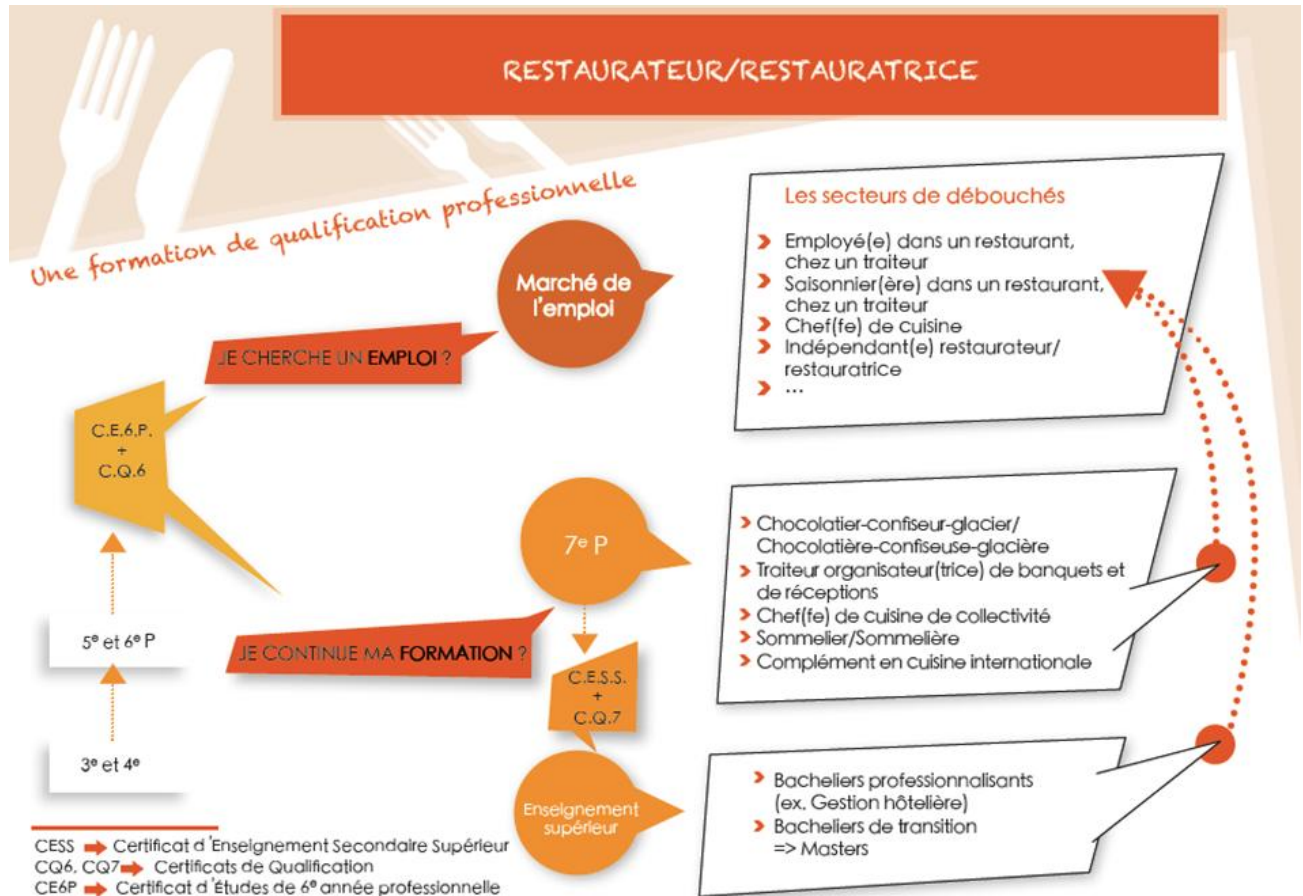 RESTAURATEUR/RESTAURATRICE
Une formation de qualification professionnelle
Les secteurs de débouchés
Employé(e) dans un restaurant,
chez un traiteur
Saisonnier(ère) dans un restaurant,
chez un traiteur
Chef(fe) de cuisine
Indépendant(e) restaurateur/
restauratrice
...
Marché de
l'emploi
JE CHERCHE UN EMPLOI ?
C.E.6.P.
+
C.Q.6
7e P
Chocolatier-confiseur-glacier/
Chocolatière-confiseuse-glacière
Traiteur organisateur(trice) de banquets et
de réceptions
Chef(fe) de cuisine de collectivité
Sommelier/Sommelière
Complément en cuisine internationale
5e et 6e P
JE CONTINUE MA FORMATION ?
C.E.S.S.
+
C.Q.7
3e et 4e
Enseignement
supérieur
Bacheliers professionnalisants
(ex. Gestion hôtelière)
Bacheliers de transition
=> Masters
CESS ➡ Certificat d'Enseignement Secondaire Supérieur
CQ6, CQ7 ➡ Certificats de Qualification
CE6P ➡ Certificat d'Études de 6e année professionnelle